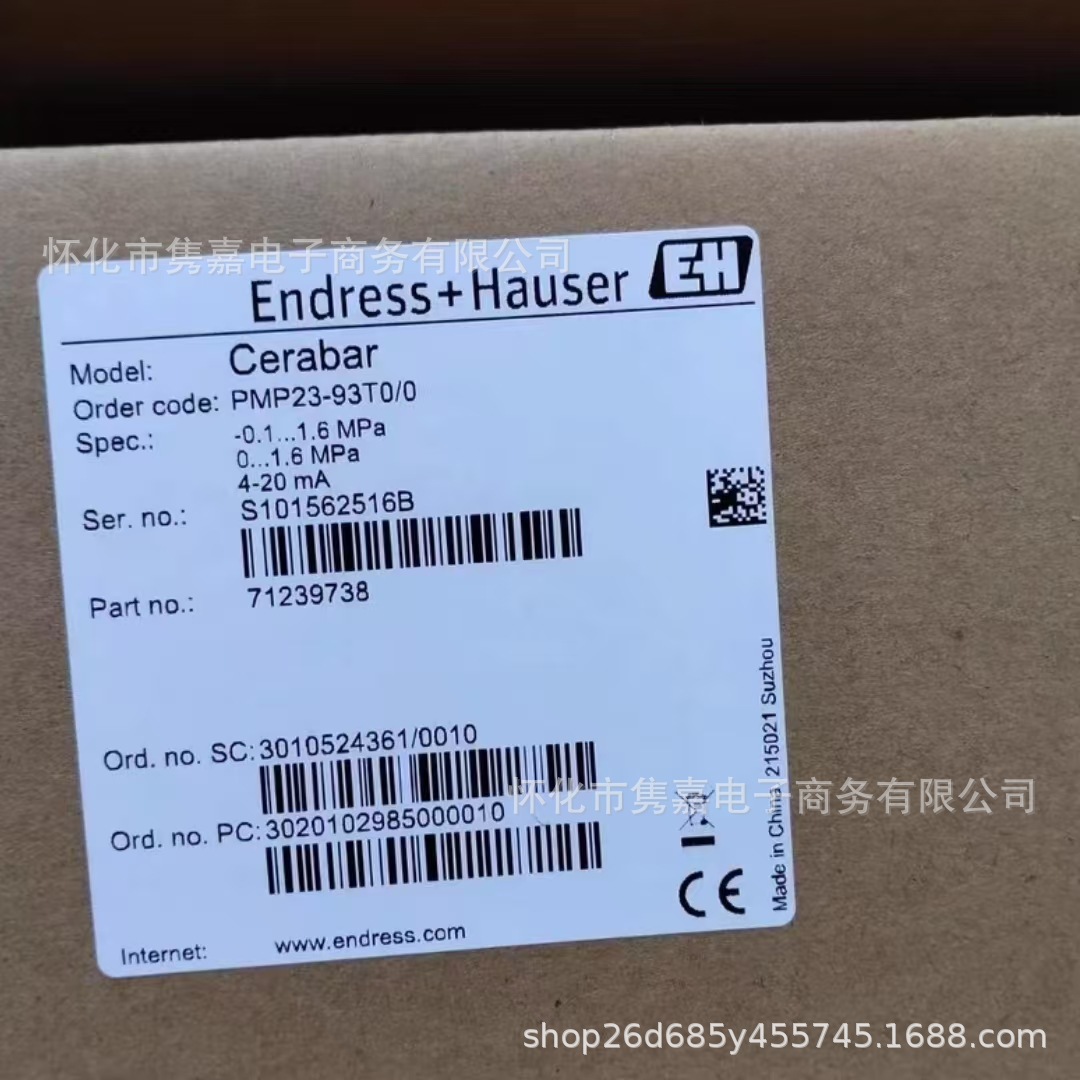 怀化市隽嘉电子商务有限公司
Endress+Hauser EH
Model: Cerabar
Order code: PMP23-93T0/0
Spec.: -0.1...1.6 MPa
0...1.6 MPa
4-20 mA
Ser. no.: S101562516B
Part no.: 71239738
Ord. no. SC: 3010524361/0010
怀化市隽嘉电子商务有限公司
Ord. no. PC: 3020102985000010
Made in China 215021 Suzhou
CE
Internet: www.endress.com
shop26d685y455745.1688.com